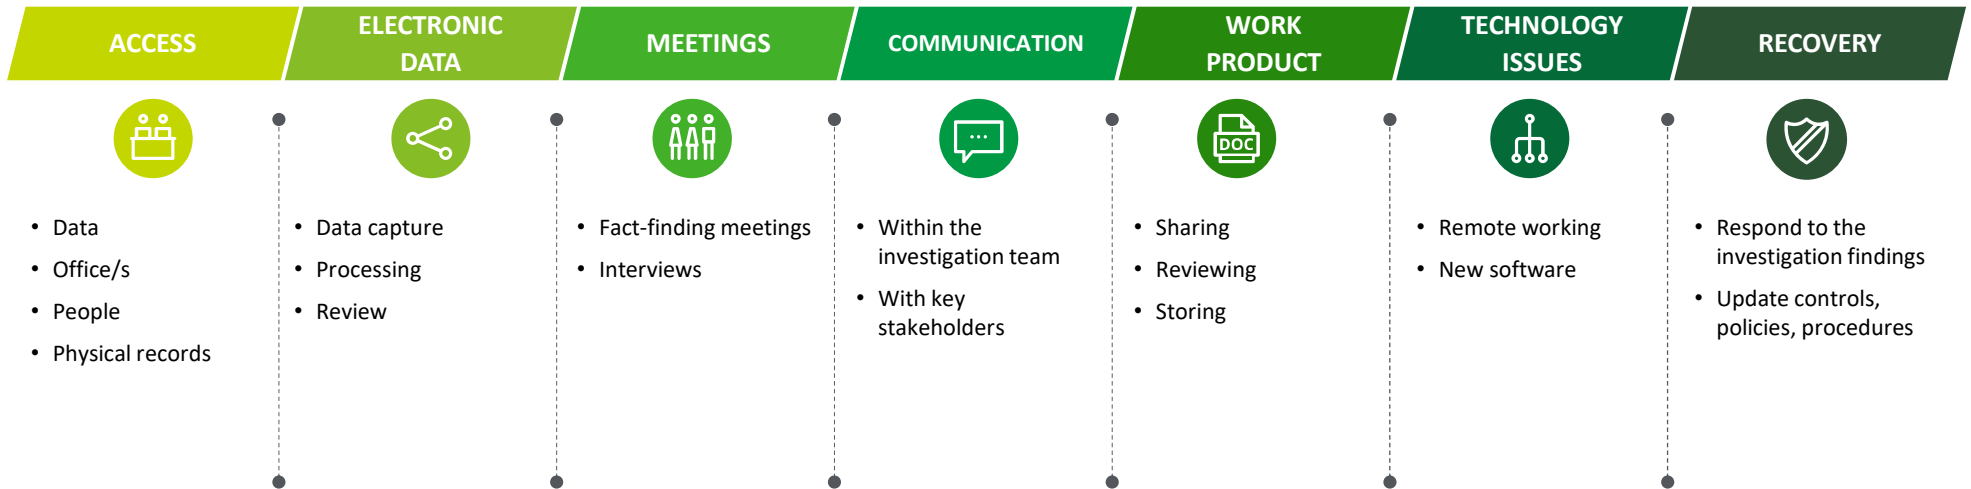 ACCESS
ELECTRONIC
DATA
MEETINGS
COMMUNICATION
WORK
PRODUCT
TECHNOLOGY
ISSUES
RECOVERY
DOC
• Data
• Office/s
• People
• Physical records
• Data capture
• Processing
• Review
• Fact-finding meetings
• Interviews
• Within the
investigation team
• With key
stakeholders
• Sharing
• Reviewing
• Storing
• Remote working
• New software
• Respond to the
investigation findings
• Update controls,
policies, procedures